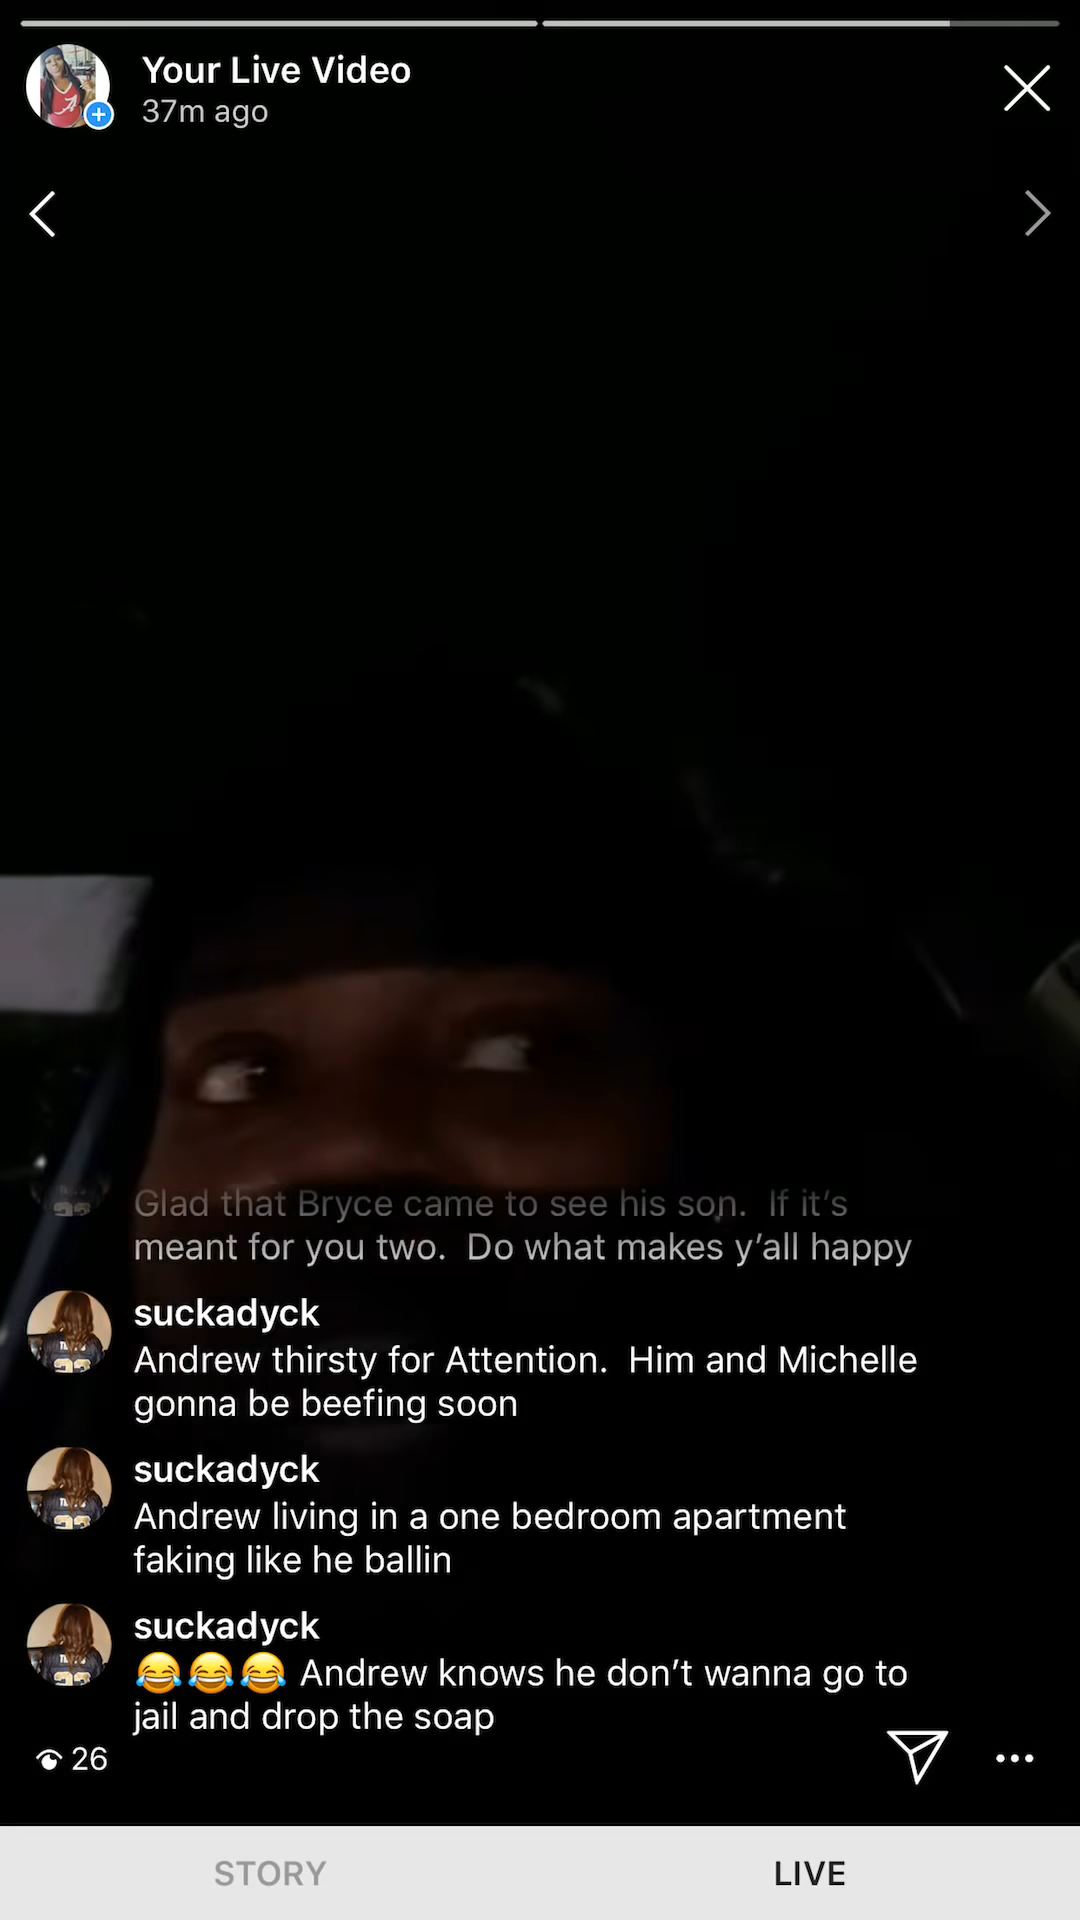 Your Live Video
37m ago
Glad that Bryce came to see his son.  If it’s
meant for you two.  Do what makes y’all happy
suckadyck
Andrew thirsty for Attention.  Him and Michelle
gonna be beefing soon
suckadyck
Andrew living in a one bedroom apartment
faking like he ballin
suckadyck
😂😂😂 Andrew knows he don’t wanna go to
jail and drop the soap
26
STORY
LIVE